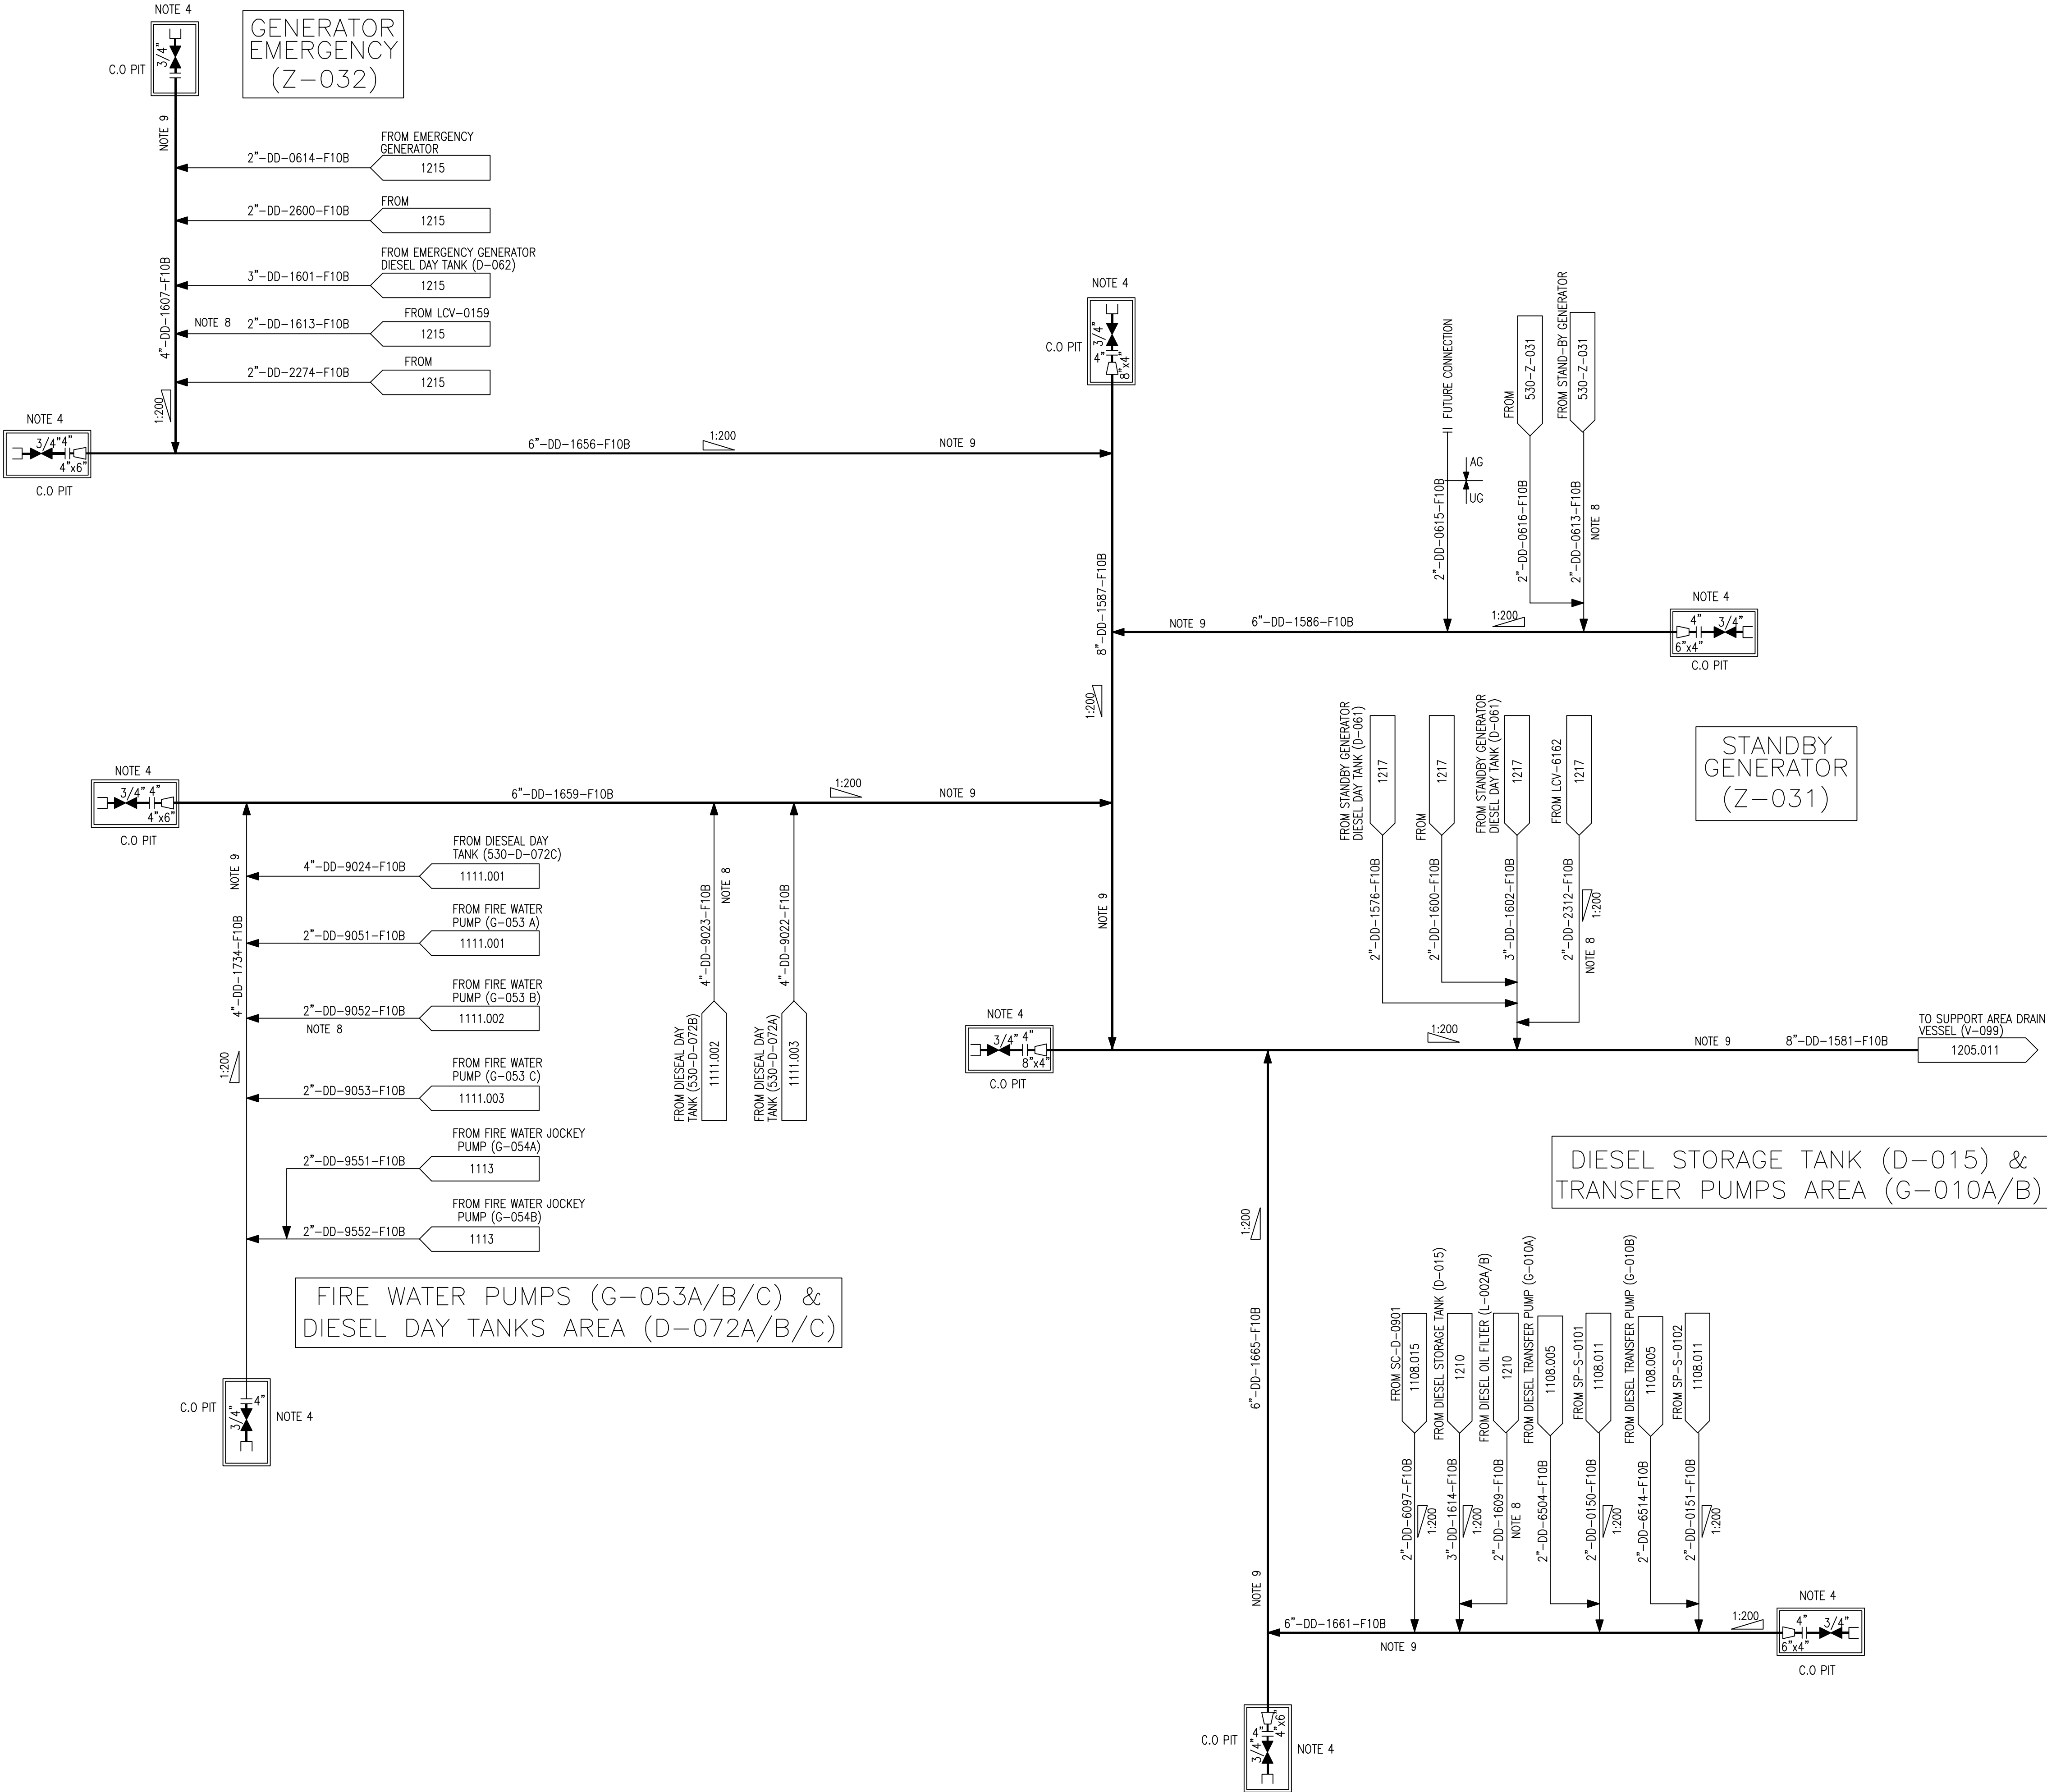 NOTE 4
C.O PIT
3/4"
GENERATOR
EMERGENCY
(Z-032)
NOTE 9
4"-DD-1607-F10B
1:200
2"-DD-0614-F10B
FROM EMERGENCY
GENERATOR
1215
2"-DD-2600-F10B
FROM
1215
3"-DD-1601-F10B
FROM EMERGENCY GENERATOR
DIESEL DAY TANK (D-062)
1215
NOTE 8
2"-DD-1613-F10B
FROM LCV-0159
1215
2"-DD-2274-F10B
FROM
1215
NOTE 4
3/4"
4"
4"x6"
C.O PIT
6"-DD-1656-F10B
1:200
NOTE 9
NOTE 4
C.O PIT
3/4"
4"
8"x4"
8"-DD-1587-F10B
1:200
NOTE 9
FUTURE CONNECTION
AG
UG
2"-DD-0615-F10B
FROM
530-Z-031
2"-DD-0616-F10B
FROM STAND-BY GENERATOR
530-Z-031
2"-DD-0613-F10B
NOTE 8
NOTE 9
6"-DD-1586-F10B
1:200
NOTE 4
4"
3/4"
6"x4"
C.O PIT
STANDBY
GENERATOR
(Z-031)
FROM STANDBY GENERATOR
DIESEL DAY TANK (D-061)
1217
2"-DD-1576-F10B
FROM
1217
2"-DD-1600-F10B
FROM STANDBY GENERATOR
DIESEL DAY TANK (D-061)
1217
3"-DD-1602-F10B
FROM LCV-6162
1217
2"-DD-2312-F10B
1:200
NOTE 8
NOTE 4
3/4"
4"
4"x6"
C.O PIT
6"-DD-1659-F10B
1:200
NOTE 9
NOTE 9
4"-DD-1734-F10B
1:200
4"-DD-9024-F10B
FROM DIESEAL DAY
TANK (530-D-072C)
1111.001
2"-DD-9051-F10B
FROM FIRE WATER
PUMP (G-053 A)
1111.001
2"-DD-9052-F10B
NOTE 8
FROM FIRE WATER
PUMP (G-053 B)
1111.002
2"-DD-9053-F10B
FROM FIRE WATER
PUMP (G-053 C)
1111.003
2"-DD-9551-F10B
FROM FIRE WATER JOCKEY
PUMP (G-054A)
1113
2"-DD-9552-F10B
FROM FIRE WATER JOCKEY
PUMP (G-054B)
1113
4"-DD-9023-F10B
NOTE 8
FROM DIESEL DAY
TANK (530-D-072B)
1111.002
4"-DD-9022-F10B
FROM DIESEL DAY
TANK (530-D-072A)
1111.003
FIRE WATER PUMPS (G-053A/B/C) &
DIESEL DAY TANKS AREA (D-072A/B/C)
C.O PIT
4"
3/4"
NOTE 4
NOTE 4
3/4"
4"
8"x4"
C.O PIT
1:200
NOTE 9
8"-DD-1581-F10B
TO SUPPORT AREA DRAIN
VESSEL (V-099)
1205.011
DIESEL STORAGE TANK (D-015) &
TRANSFER PUMPS AREA (G-010A/B)
1:200
6"-DD-1665-F10B
NOTE 9
FROM SC-D-0901
1108.015
2"-DD-6097-F10B
1:200
FROM DIESEL STORAGE TANK (D-015)
1210
3"-DD-1614-F10B
1:200
FROM DIESEL OIL FILTER (L-002A/B)
1210
2"-DD-1609-F10B
NOTE 8
FROM DIESEL TRANSFER PUMP (G-010A)
1108.005
2"-DD-6504-F10B
FROM SP-S-0101
1108.011
2"-DD-0150-F10B
1:200
FROM DIESEL TRANSFER PUMP (G-010B)
1108.005
2"-DD-6514-F10B
FROM SP-S-0102
1108.011
2"-DD-0151-F10B
1:200
6"-DD-1661-F10B
NOTE 9
1:200
NOTE 4
4"
3/4"
6"x4"
C.O PIT
C.O PIT
4"
4"x6"
3/4"
NOTE 4